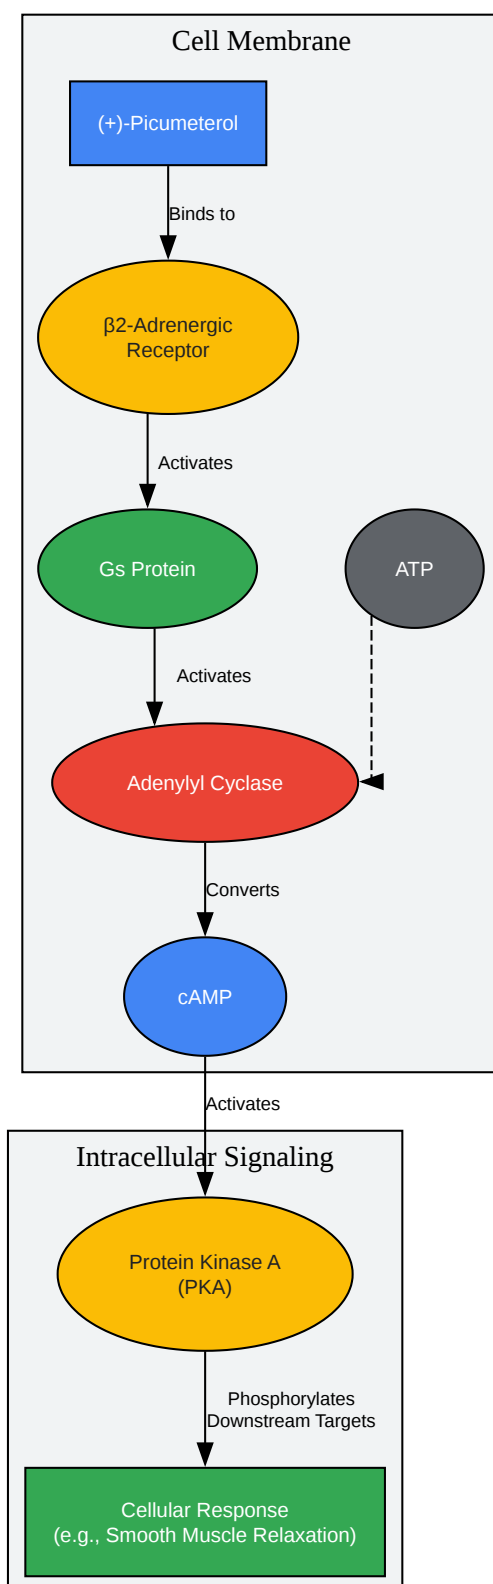 Cell Membrane
(+)-Picumeterol
Binds to
β2-Adrenergic
Receptor
Activates
Gs Protein
ATP
Activates
Adenylyl Cyclase
Converts
cAMP
Activates
Intracellular Signaling
Protein Kinase A
(PKA)
Phosphorylates
Downstream Targets
Cellular Response
(e.g., Smooth Muscle Relaxation)